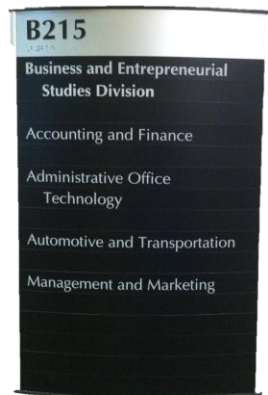 B215
Business and Entrepreneurial
Studies Division
Accounting and Finance
Administrative Office
Technology
Automotive and Transportation
Management and Marketing